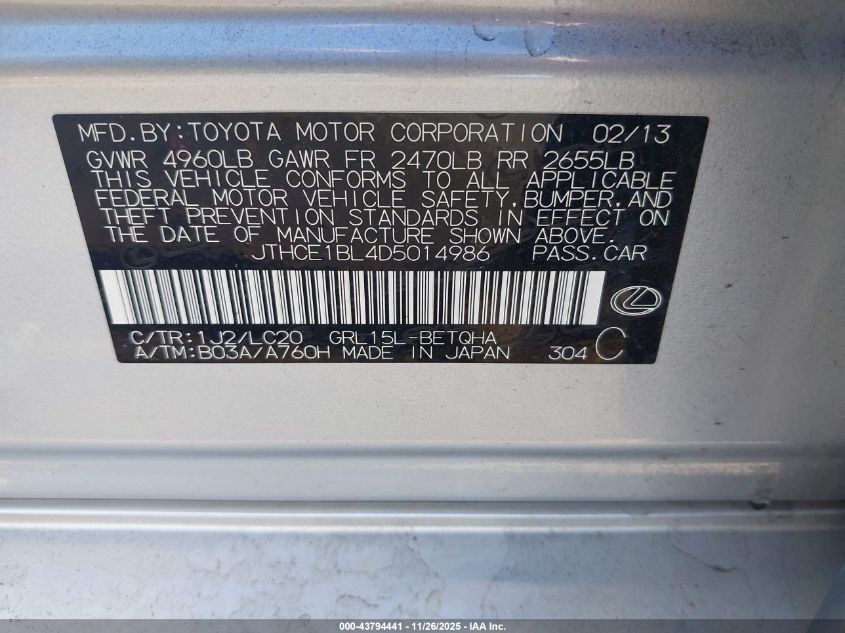 MFD.BY:TOYOTA MOTOR CORPORATION 02/13
GVWR 4960LB GAWR FR 2470LB RR 2655LB
THIS VEHICLE CONFORMS TO ALL APPLICABLE
FEDERAL MOTOR VEHICLE SAFETY,BUMPER,AND
THEFT PREVENTION STANDARDS IN EFFECT ON
THE DATE OF MANUFACTURE SHOWN ABOVE.
JTHCE1BL4D5014986 PASS.CAR
C/TR:1J2/LC20 GRL15L-BETQHA
A/TM:B03A/A760H MADE IN JAPAN 304 C
000-43794441 - 11/26/2025 - IAA Inc.